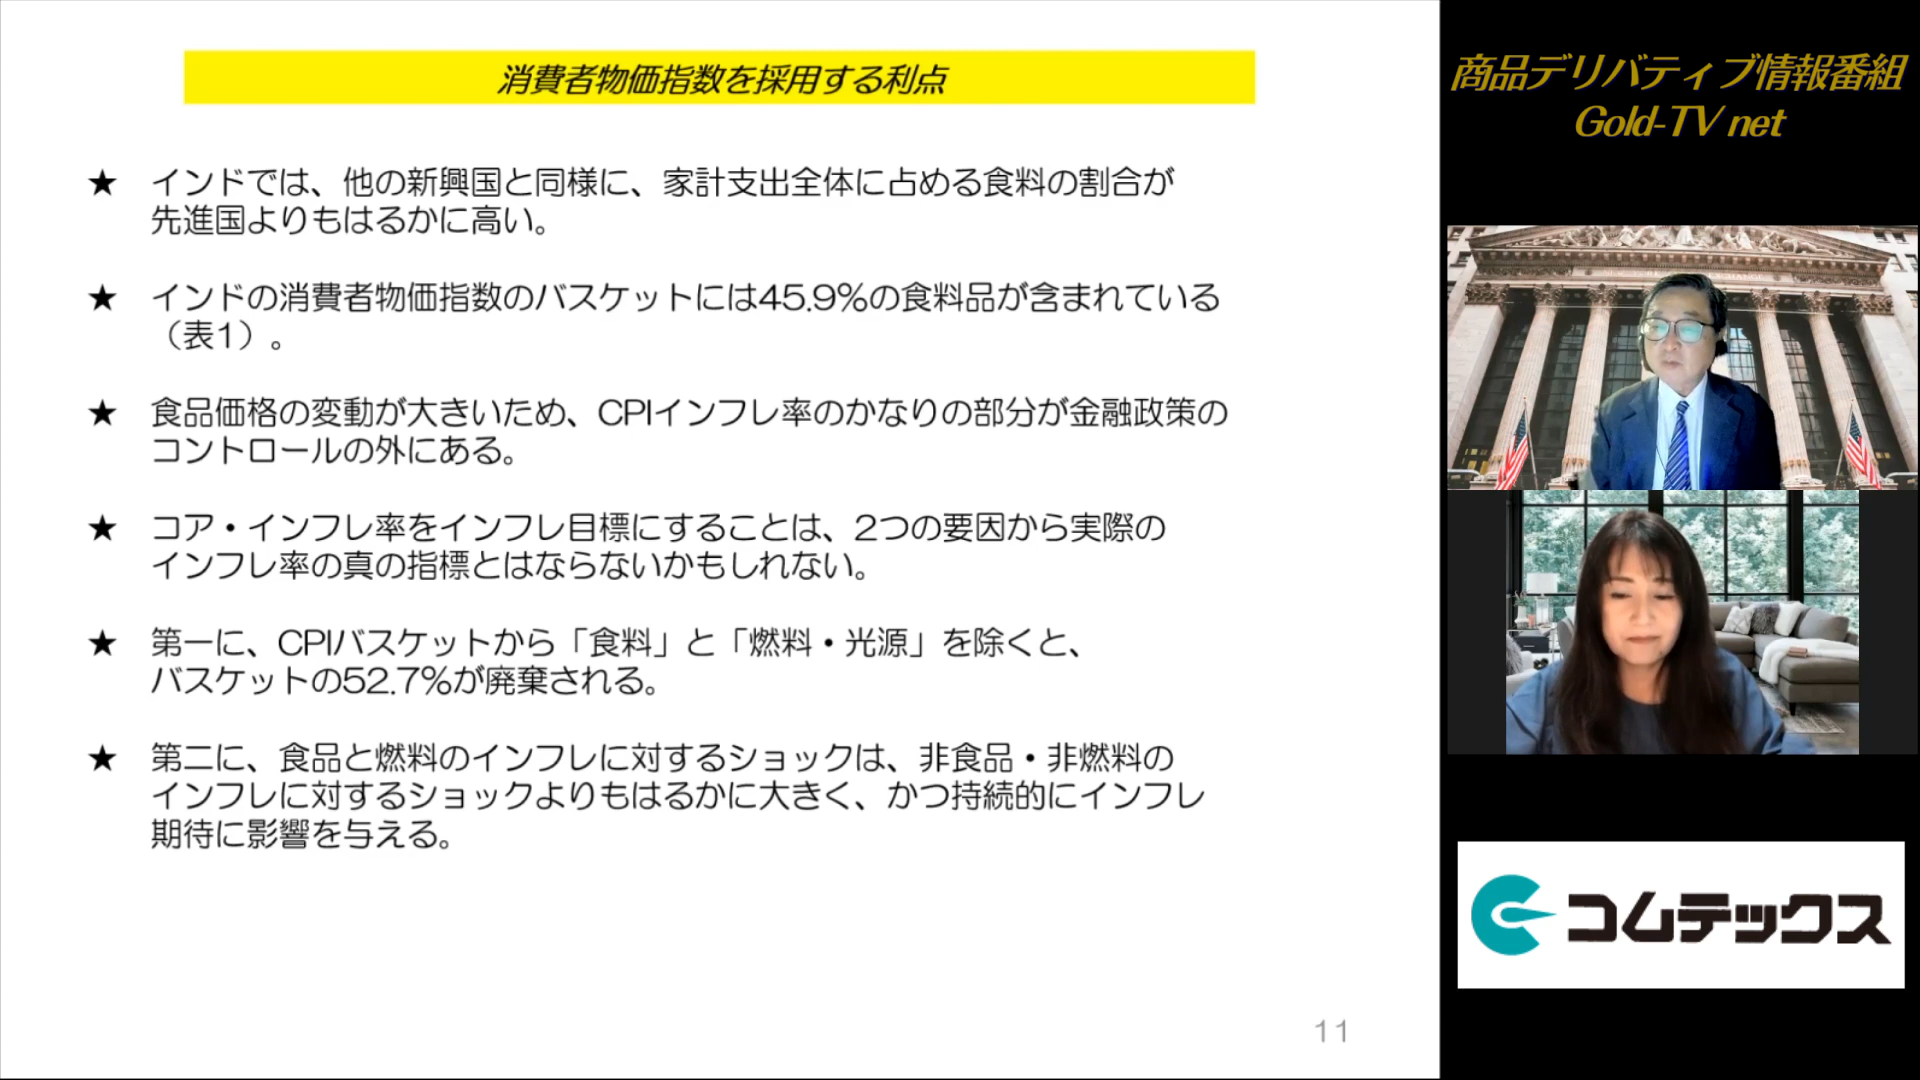 消費者物価指数を採用する利点
★ インドでは、他の新興国と同様に、家計支出全体に占める食料の割合が
先進国よりもはるかに高い。
★ インドの消費者物価指数のバスケットには45.9%の食料品が含まれている
（表1）。
★ 食品価格の変動が大きいため、CPIインフレ率のかなりの部分が金融政策の
コントロールの外にある。
★ コア・インフレ率をインフレ目標にすることは、2つの要因から実際の
インフレ率の真の指標とはならないかもしれない。
★ 第一に、CPIバスケットから「食料」と「燃料・光源」を除くと、
バスケットの52.7%が廃棄される。
★ 第二に、食品と燃料のインフレに対するショックは、非食品・非燃料の
インフレに対するショックよりもはるかに大きく、かつ持続的にインフレ
期待に影響を与える。
11
商品デリバティブ情報番組
Gold-TV net
コムテックス